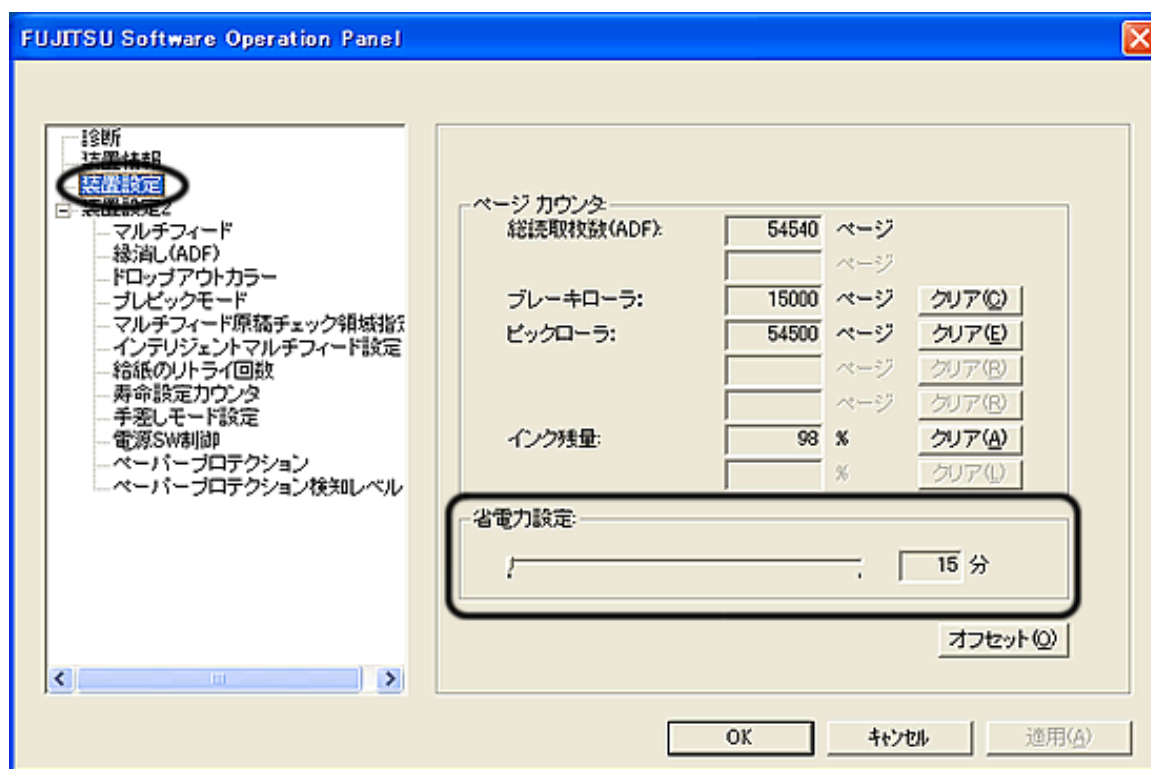 FUJITSU Software Operation Panel
診断
装置情報
装置設定
装置設定2
マルチフィード
縁消し(ADF)
ドロップアウトカラー
プレピックモード
マルチフィード原稿チェック領域指定
インテリジェントマルチフィード設定
給紙のリトライ回数
寿命設定カウンタ
手差しモード設定
電源SW制御
ペーパープロテクション
ペーパープロテクション検知レベル
ページ カウンタ:
総読取枚数(ADF): 54540 ページ
ページ
ブレーキローラ: 15000 ページ クリア(C)
ピックローラ: 54500 ページ クリア(E)
ページ クリア(R)
ページ クリア(R)
インク残量: 98 % クリア(A)
% クリア(L)
省電力設定:
15 分
オフセット(O)
OK キャンセル 適用(A)